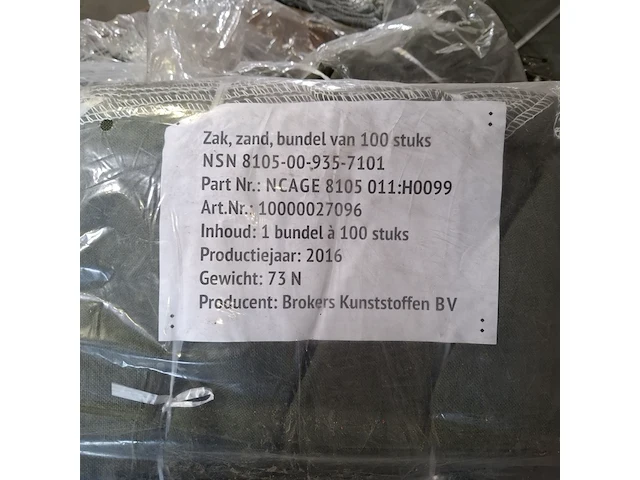 Zak, zand, bundel van 100 stuks
NSN 8105-00-935-7101
Part Nr.: NCAGE 8105 011:H0099
Art.Nr.: 10000027096
Inhoud: 1 bundel à 100 stuks
Productiejaar: 2016
Gewicht: 73 N
Producent: Brokers Kunststoffen BV